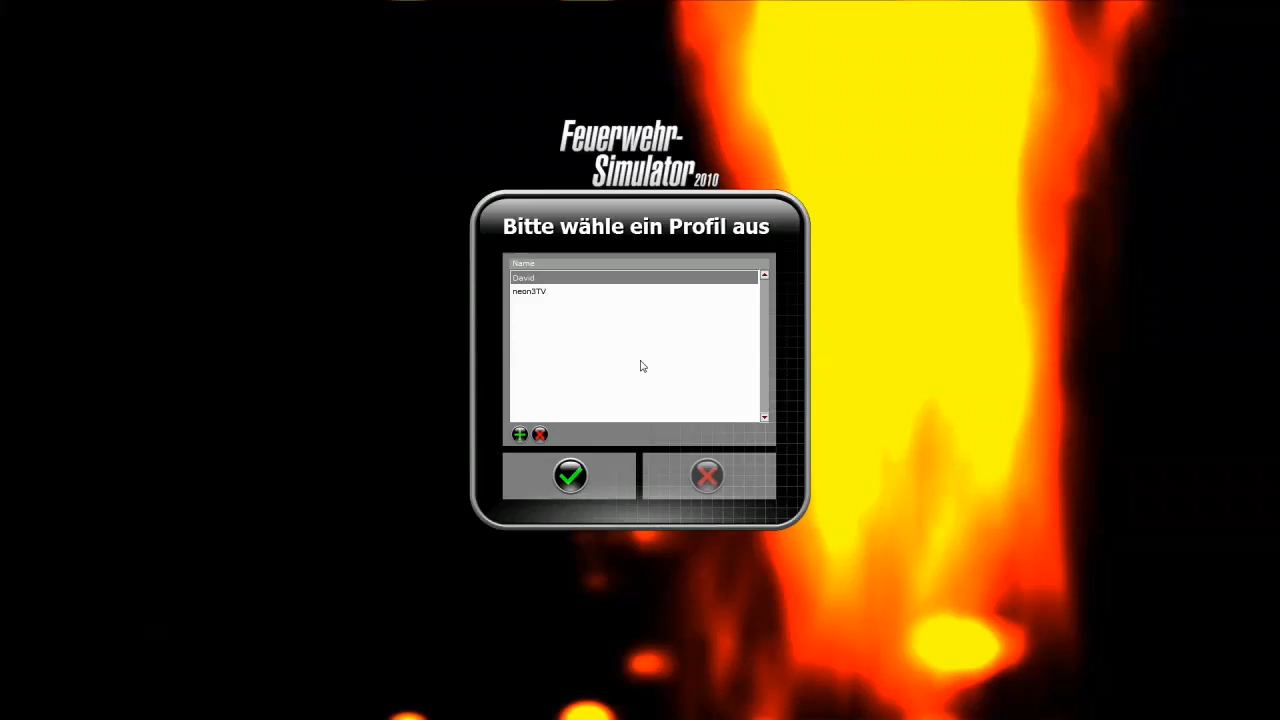 Feuerwehr-
Simulator 2010
Bitte wähle ein Profil aus
Name
David
neon3TV